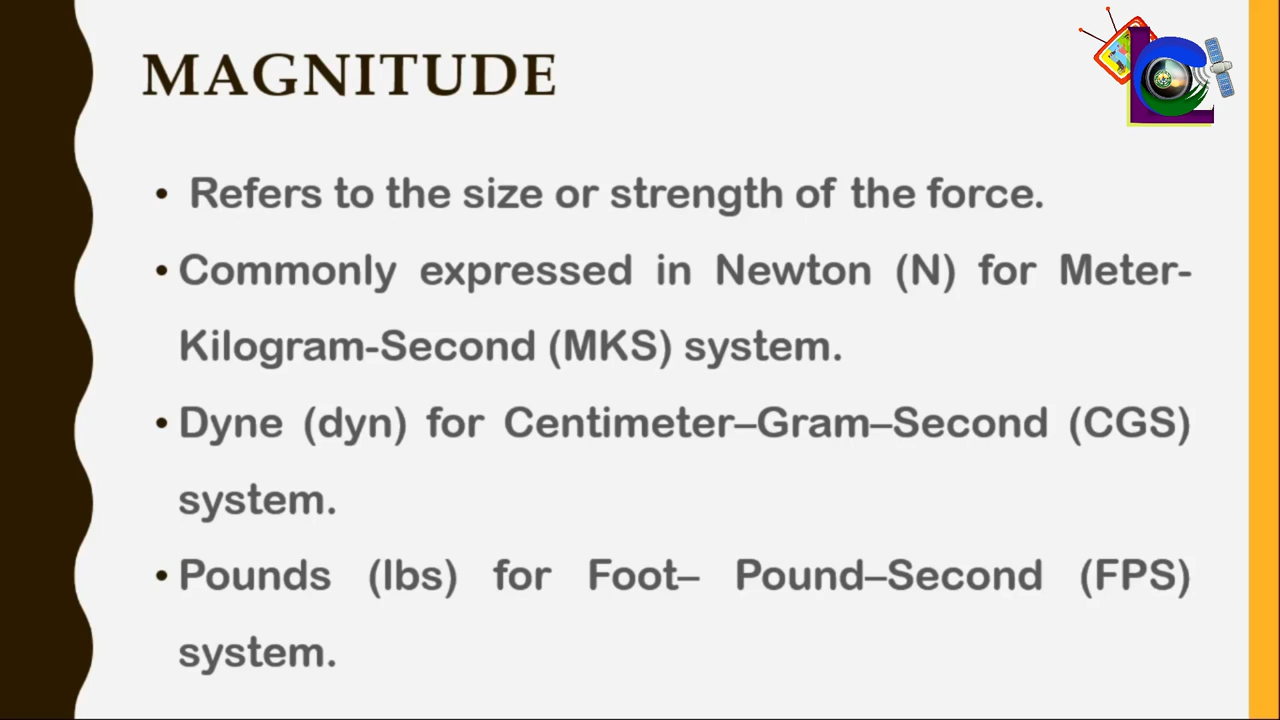 MAGNITUDE
• Refers to the size or strength of the force.
• Commonly expressed in Newton (N) for Meter-
Kilogram-Second (MKS) system.
• Dyne (dyn) for Centimeter–Gram–Second (CGS)
system.
• Pounds (lbs) for Foot– Pound–Second (FPS)
system.